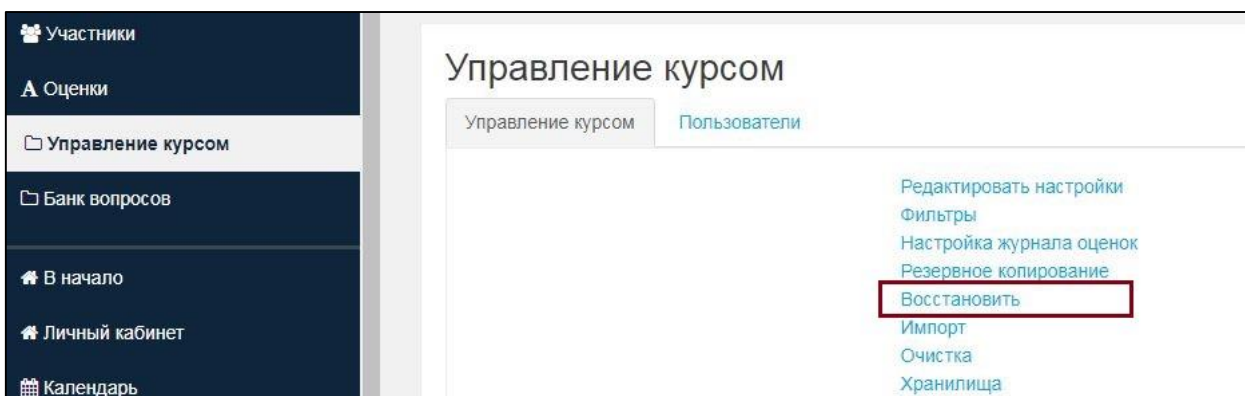 Участники
A Оценки
Управление курсом
Банк вопросов
В начало
Личный кабинет
Календарь
Управление курсом
Управление курсом Пользователи
Редактировать настройки
Фильтры
Настройка журнала оценок
Резервное копирование
Восстановить
Импорт
Очистка
Хранилища